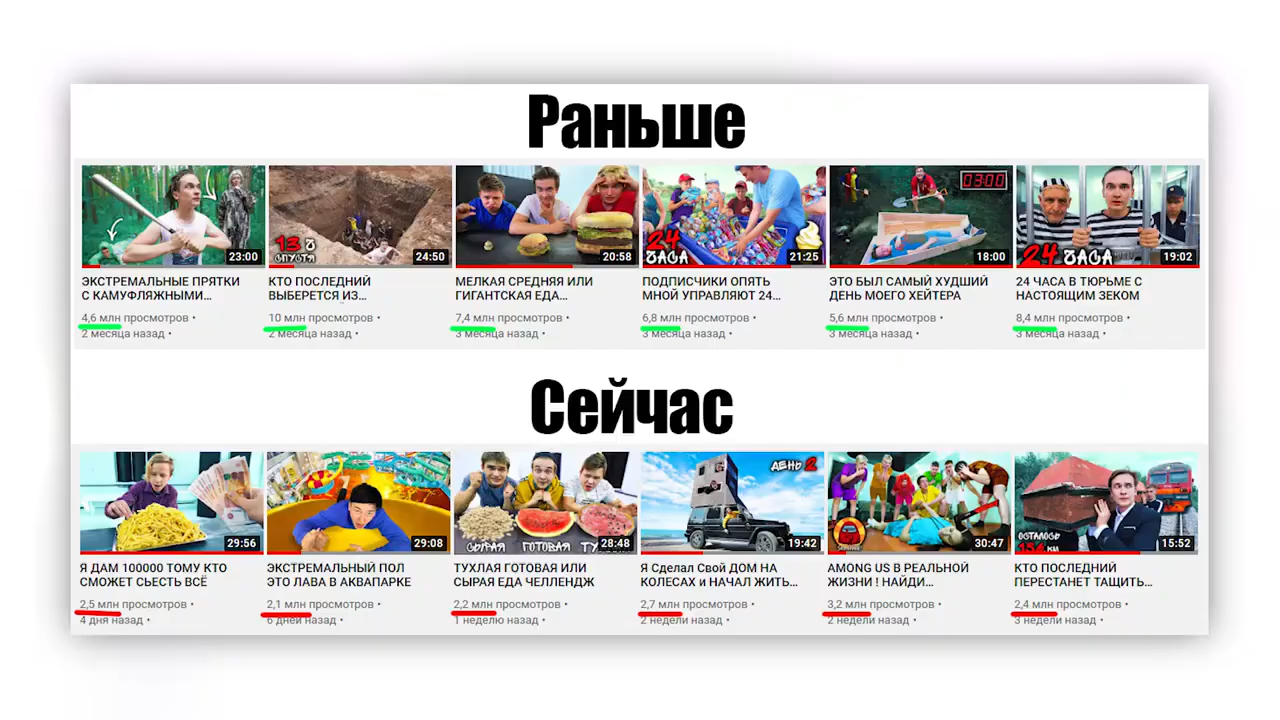 Раньше
03:00
13 Ө
СПУСТЯ
24
ЧАСА
24 ЧАСА
23:00
24:50
20:58
21:25
18:00
19:02
ЭКСТРЕМАЛЬНЫЕ ПРЯТКИ
С КАМУФЛЯЖНЫМИ...
4,6 млн просмотров •
2 месяца назад •
КТО ПОСЛЕДНИЙ
ВЫБЕРЕТСЯ ИЗ...
10 млн просмотров •
2 месяца назад •
МЕЛКАЯ СРЕДНЯЯ ИЛИ
ГИГАНТСКАЯ ЕДА...
7,4 млн просмотров •
3 месяца назад •
ПОДПИСЧИКИ ОПЯТЬ
МНОЙ УПРАВЛЯЮТ 24...
6,8 млн просмотров •
3 месяца назад •
ЭТО БЫЛ САМЫЙ ХУДШИЙ
ДЕНЬ МОЕГО ХЕЙТЕРА
5,6 млн просмотров •
3 месяца назад •
24 ЧАСА В ТЮРЬМЕ С
НАСТОЯЩИМ ЗЕКОМ
8,4 млн просмотров •
3 месяца назад •
Сейчас
ДЕНЬ 2
СЫРАЯ ГОТОВАЯ
ОСТАЛОСЬ
29:56
29:08
28:48
19:42
30:47
15:52
Я ДАМ 100000 ТОМУ КТО
СМОЖЕТ СЬЕСТЬ ВСЁ
2,5 млн просмотров •
4 дня назад •
ЭКСТРЕМАЛЬНЫЙ ПОЛ
ЭТО ЛАВА В АКВАПАРКЕ
2,1 млн просмотров •
6 дней назад •
ТУХЛАЯ ГОТОВАЯ ИЛИ
СЫРАЯ ЕДА ЧЕЛЛЕНДЖ
2,2 млн просмотров •
1 неделю назад •
Я Сделал Свой ДОМ НА
КОЛЕСАХ и НАЧАЛ ЖИТЬ...
2,7 млн просмотров •
2 недели назад •
AMONG US В РЕАЛЬНОЙ
ЖИЗНИ ! НАЙДИ...
3,2 млн просмотров •
2 недели назад •
КТО ПОСЛЕДНИЙ
ПЕРЕСТАНЕТ ТАЩИТЬ...
2,4 млн просмотров •
3 недели назад •